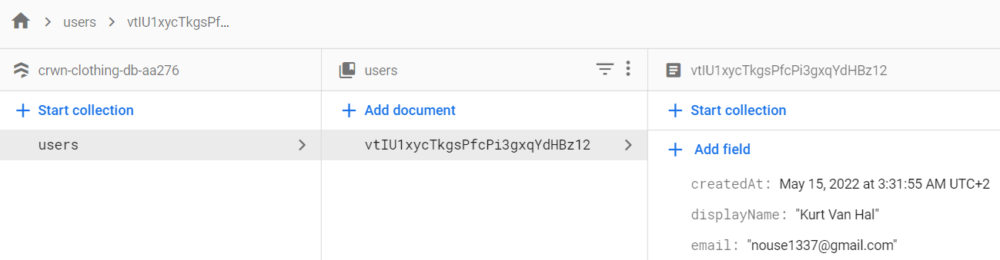 users vtIU1xycTkgsPf...
crwn-clothing-db-aa276
users
vtIU1xycTkgsPfcPi3gxqYdHBz12
Start collection
Add document
Start collection
users
vtIU1xycTkgsPfcPi3gxqYdHBz12
Add field
createdAt: May 15, 2022 at 3:31:55 AM UTC+2
displayName: "Kurt Van Hal"
email: "nouse1337@gmail.com"